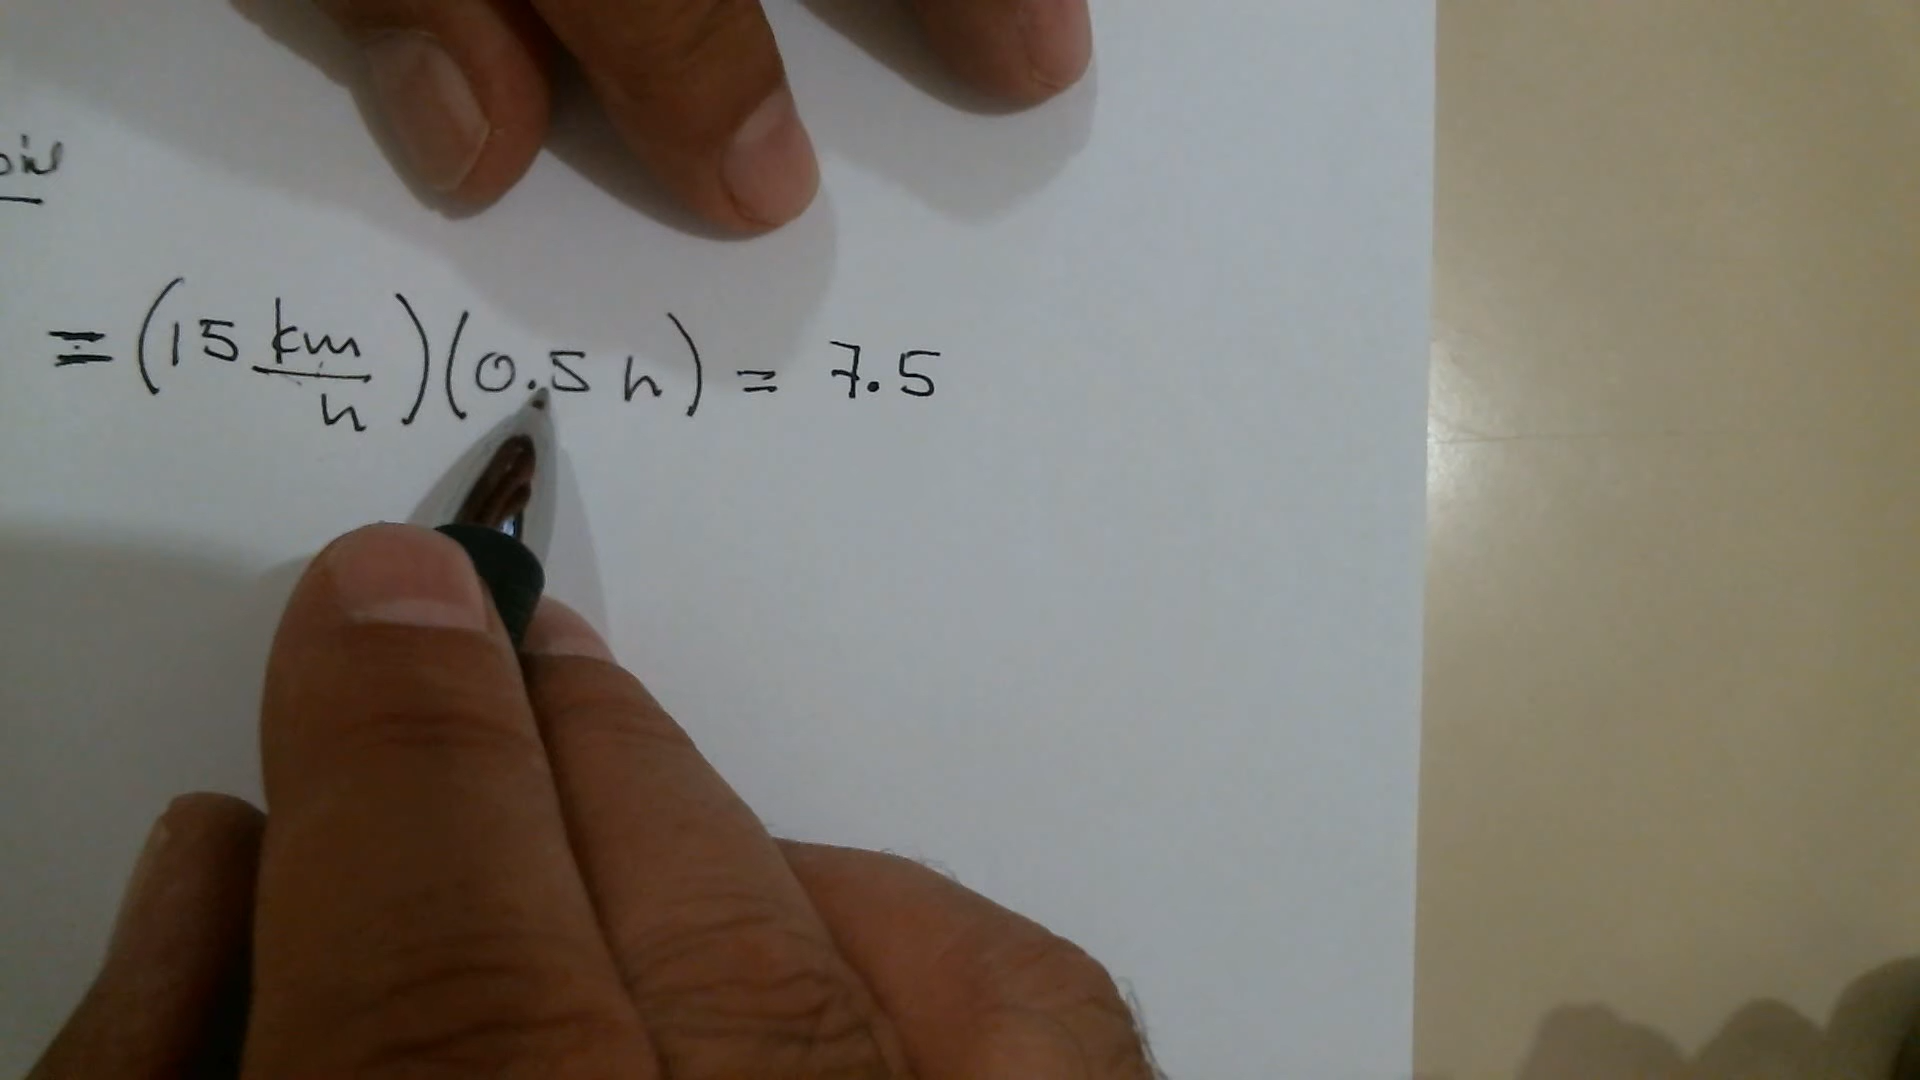 = (15 km/h)(0.5 h) = 7.5